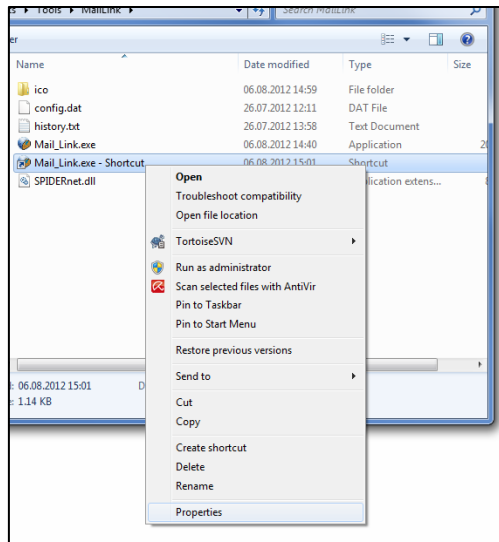 Tools ▸ MailLink ▸ Search MailLink
er
Name Date modified Type Size
ico 06.08.2012 14:59 File folder
config.dat 26.07.2012 12:11 DAT File
history.txt 26.07.2012 13:58 Text Document
Mail_Link.exe 06.08.2012 14:40 Application 20
Mail_Link.exe - Shortcut 06.08.2012 15:01 Shortcut
SPIDERnet.dll lication extens...
Open
Troubleshoot compatibility
Open file location
TortoiseSVN
Run as administrator
Scan selected files with AntiVir
Pin to Taskbar
Pin to Start Menu
Restore previous versions
Send to
06.08.2012 15:01 D
1.14 KB
Cut
Copy
Create shortcut
Delete
Rename
Properties